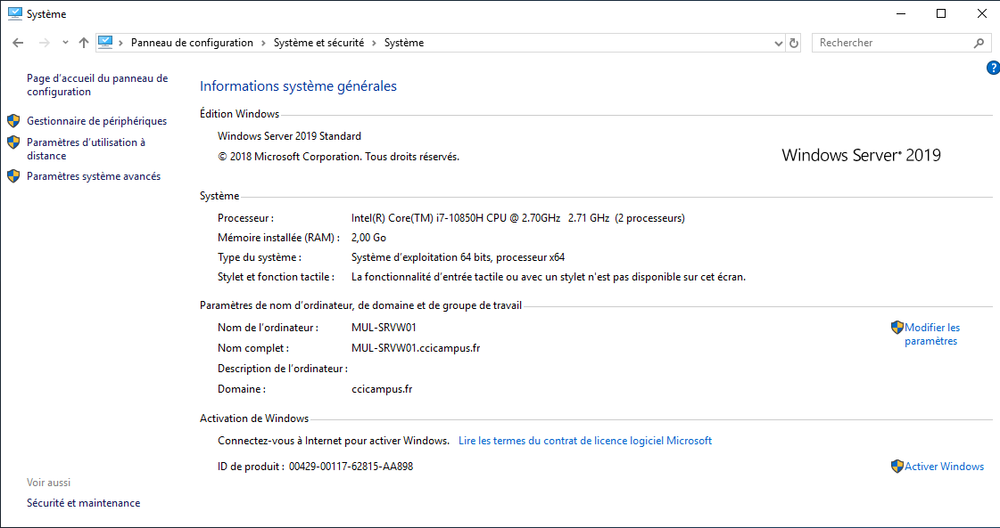 Système
Panneau de configuration > Système et sécurité > Système
Rechercher
?
Page d'accueil du panneau de
configuration
Gestionnaire de périphériques
Paramètres d'utilisation à
distance
Paramètres système avancés
Informations système générales
Édition Windows
Windows Server 2019 Standard
© 2018 Microsoft Corporation. Tous droits réservés.
Windows Server® 2019
Système
Processeur : Intel(R) Core(TM) i7-10850H CPU @ 2.70GHz 2.71 GHz (2 processeurs)
Mémoire installée (RAM) : 2,00 Go
Type du système : Système d'exploitation 64 bits, processeur x64
Stylet et fonction tactile : La fonctionnalité d'entrée tactile ou avec un stylet n'est pas disponible sur cet écran.
Paramètres de nom d'ordinateur, de domaine et de groupe de travail
Nom de l'ordinateur : MUL-SRVW01
Modifier les
paramètres
Nom complet : MUL-SRVW01.ccicampus.fr
Description de l'ordinateur :
Domaine : ccicampus.fr
Activation de Windows
Connectez-vous à Internet pour activer Windows. Lire les termes du contrat de licence logiciel Microsoft
ID de produit : 00429-00117-62815-AA898
Activer Windows
Voir aussi
Sécurité et maintenance